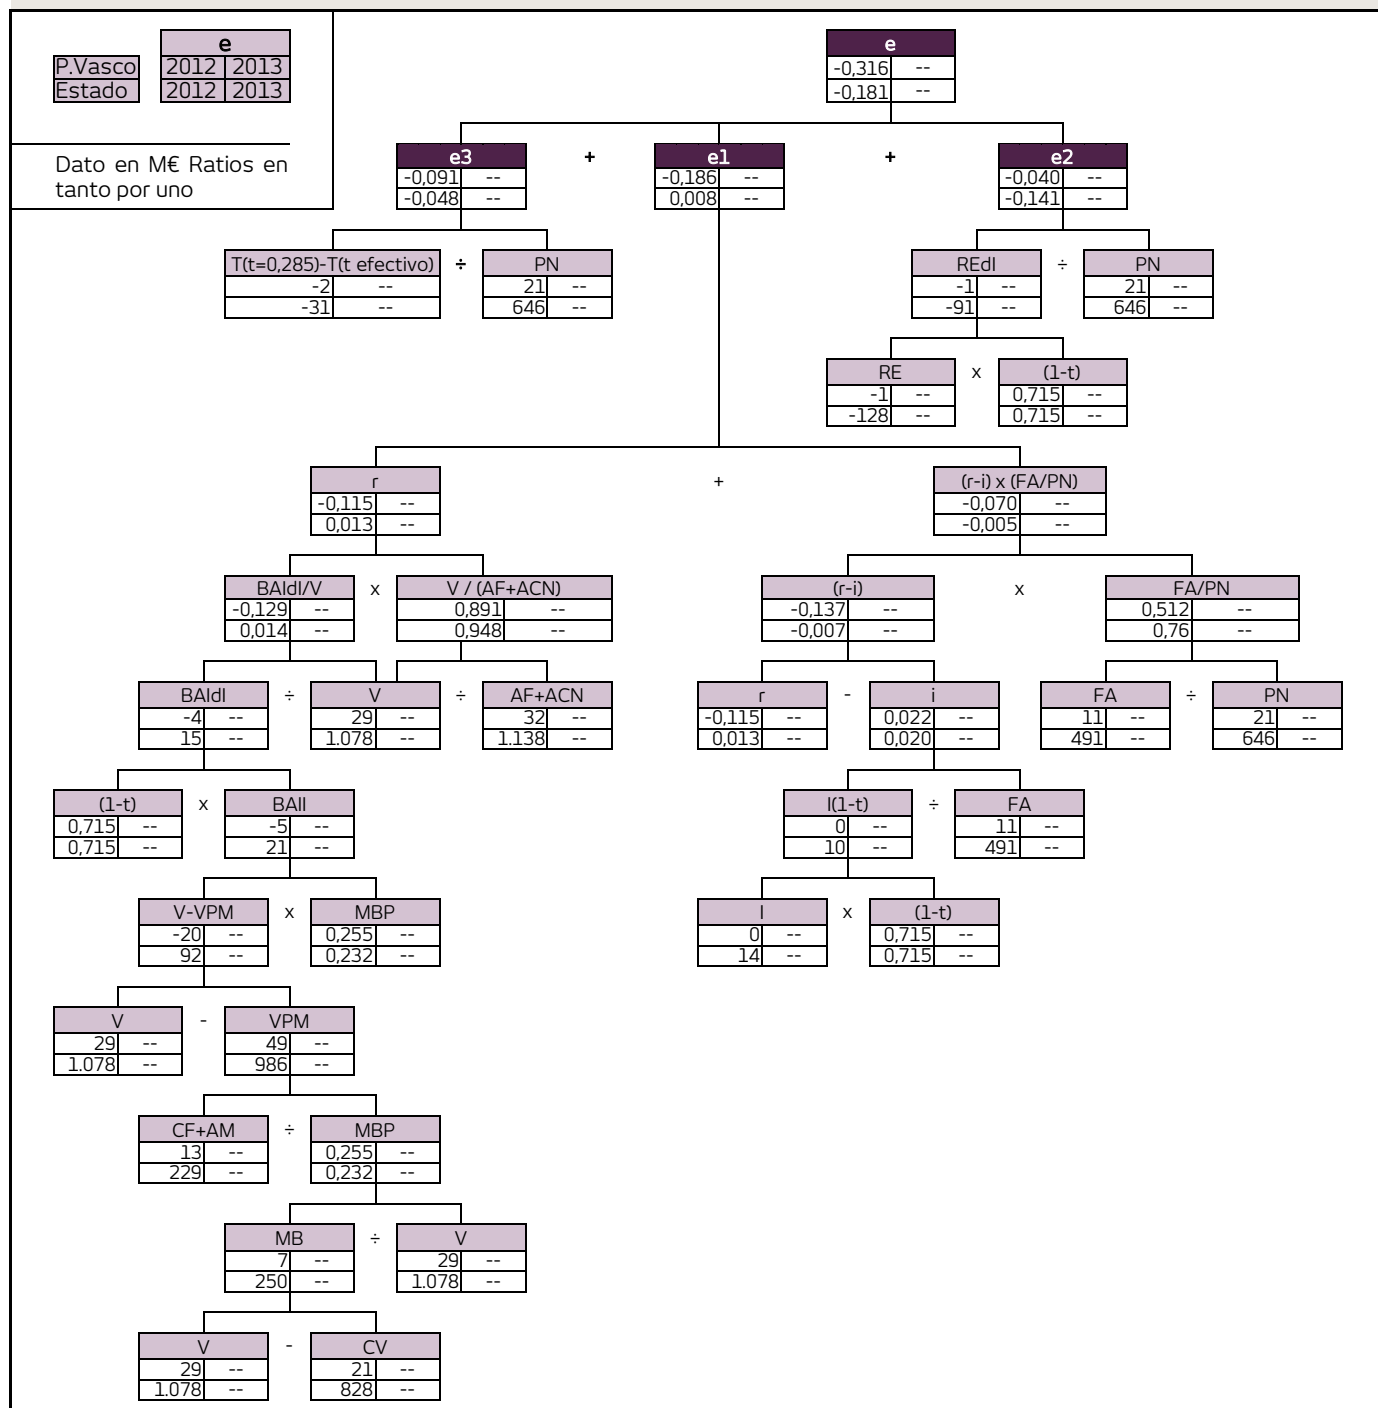 e
P.Vasco 2012 2013
Estado 2012 2013
Dato en M€ Ratios en
tanto por uno
e
-0,316 --
-0,181 --
e3 + e1 + e2
-0,091 -- -0,186 -- -0,040 --
-0,048 -- 0,008 -- -0,141 --
T(t=0,285)-T(t efectivo) ÷ PN REdI ÷ PN
-2 -- 21 -- -1 -- 21 --
-31 -- 646 -- -91 -- 646 --
RE x (1-t)
-1 -- 0,715 --
-128 -- 0,715 --
r + (r-i) x (FA/PN)
-0,115 -- -0,070 --
0,013 -- -0,005 --
BAIdI/V x V / (AF+ACN) (r-i) x FA/PN
-0,129 -- 0,891 -- -0,137 -- 0,512 --
0,014 -- 0,948 -- -0,007 -- 0,76 --
BAIdI ÷ V ÷ AF+ACN r - i FA ÷ PN
-4 -- 29 -- 32 -- -0,115 -- 0,022 -- 11 -- 21 --
15 -- 1.078 -- 1.138 -- 0,013 -- 0,020 -- 491 -- 646 --
(1-t) x BAII I(1-t) ÷ FA
0,715 -- -5 -- 0 -- 11 --
0,715 -- 21 -- 10 -- 491 --
V-VPM x MBP I x (1-t)
-20 -- 0,255 -- 0 -- 0,715 --
92 -- 0,232 -- 14 -- 0,715 --
V - VPM
29 -- 49 --
1.078 -- 986 --
CF+AM ÷ MBP
13 -- 0,255 --
229 -- 0,232 --
MB ÷ V
7 -- 29 --
250 -- 1.078 --
V - CV
29 -- 21 --
1.078 -- 828 --